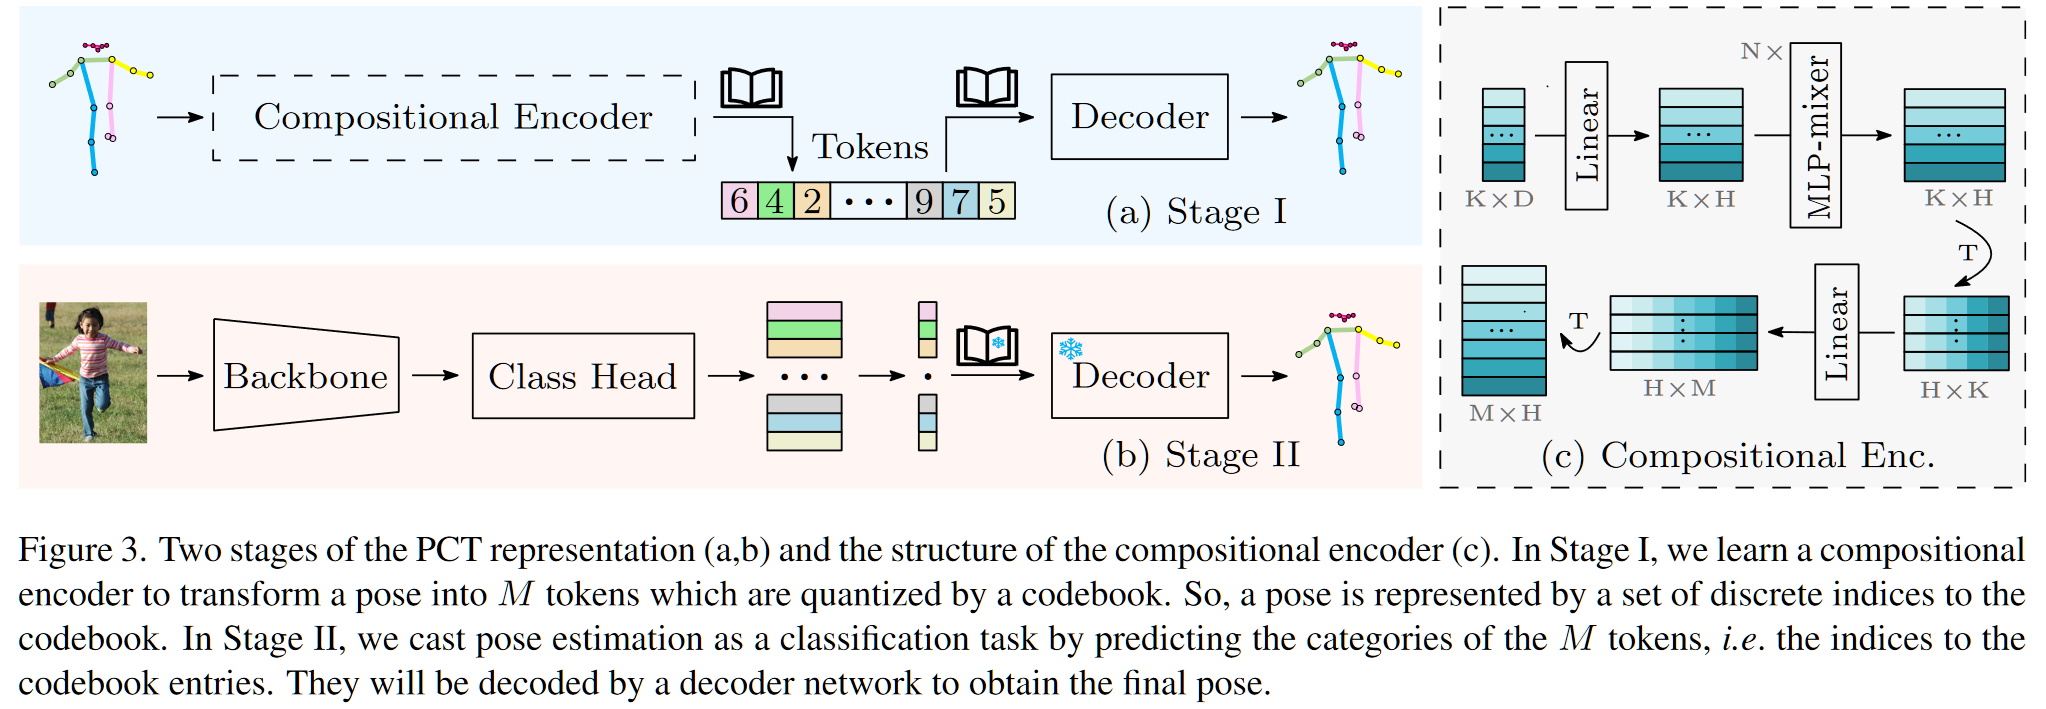 Compositional Encoder
Tokens
6 4 2 ··· 9 7 5
Decoder
(a) Stage I
Backbone
Class Head
···
Decoder
(b) Stage II
K×D
Linear
K×H
N×
MLP-mixer
K×H
T
H×K
Linear
H×M
T
M×H
(c) Compositional Enc.
Figure 3. Two stages of the PCT representation (a,b) and the structure of the compositional encoder (c). In Stage I, we learn a compositional
encoder to transform a pose into M tokens which are quantized by a codebook. So, a pose is represented by a set of discrete indices to the
codebook. In Stage II, we cast pose estimation as a classification task by predicting the categories of the M tokens, i.e. the indices to the
codebook entries. They will be decoded by a decoder network to obtain the final pose.